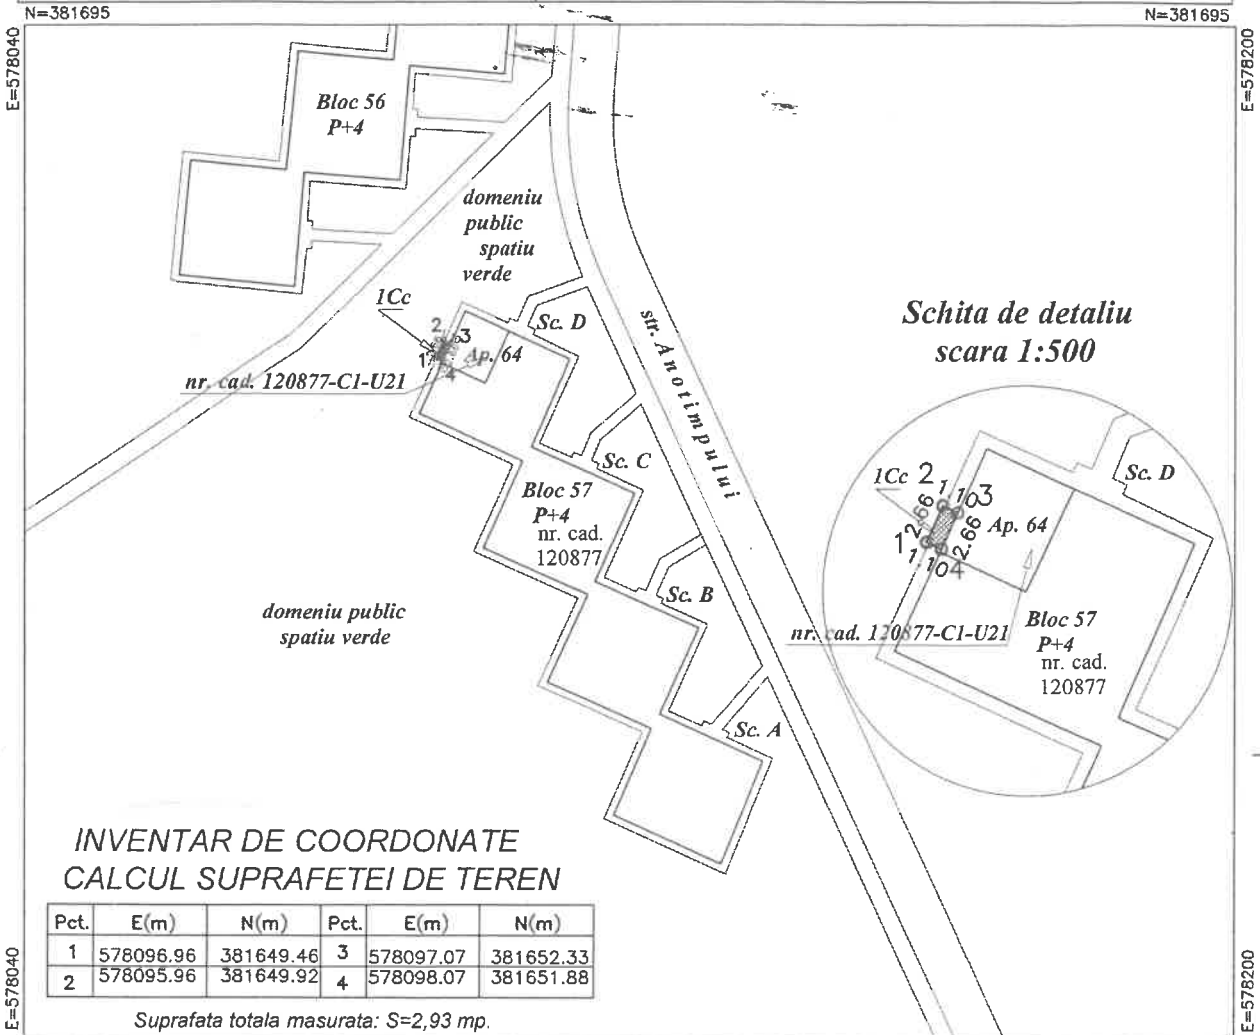 N=381695
N=381695
E=578040
E=578200
Bloc 56
P+4
domeniu
public
spatiu
verde
1Cc
2
3
1
4
Ap. 64
Sc. D
nr. cad. 120877-C1-U21
str. Anotimpului
Sc. C
Bloc 57
P+4
nr. cad.
120877
Sc. B
domeniu public
spatiu verde
Sc. A
Schita de detaliu
scara 1:500
Sc. D
1Cc
2
1.10
3
2.66
Ap. 64
2.66
1
1.10
4
nr. cad. 120877-C1-U21
Bloc 57
P+4
nr. cad.
120877
INVENTAR DE COORDONATE
CALCUL SUPRAFETEI DE TEREN
Pct. E(m) N(m) Pct. E(m) N(m)
1 578096.96 381649.46 3 578097.07 381652.33
2 578095.96 381649.92 4 578098.07 381651.88
Suprafata totala masurata: S=2,93 mp.
E=578040
E=578200